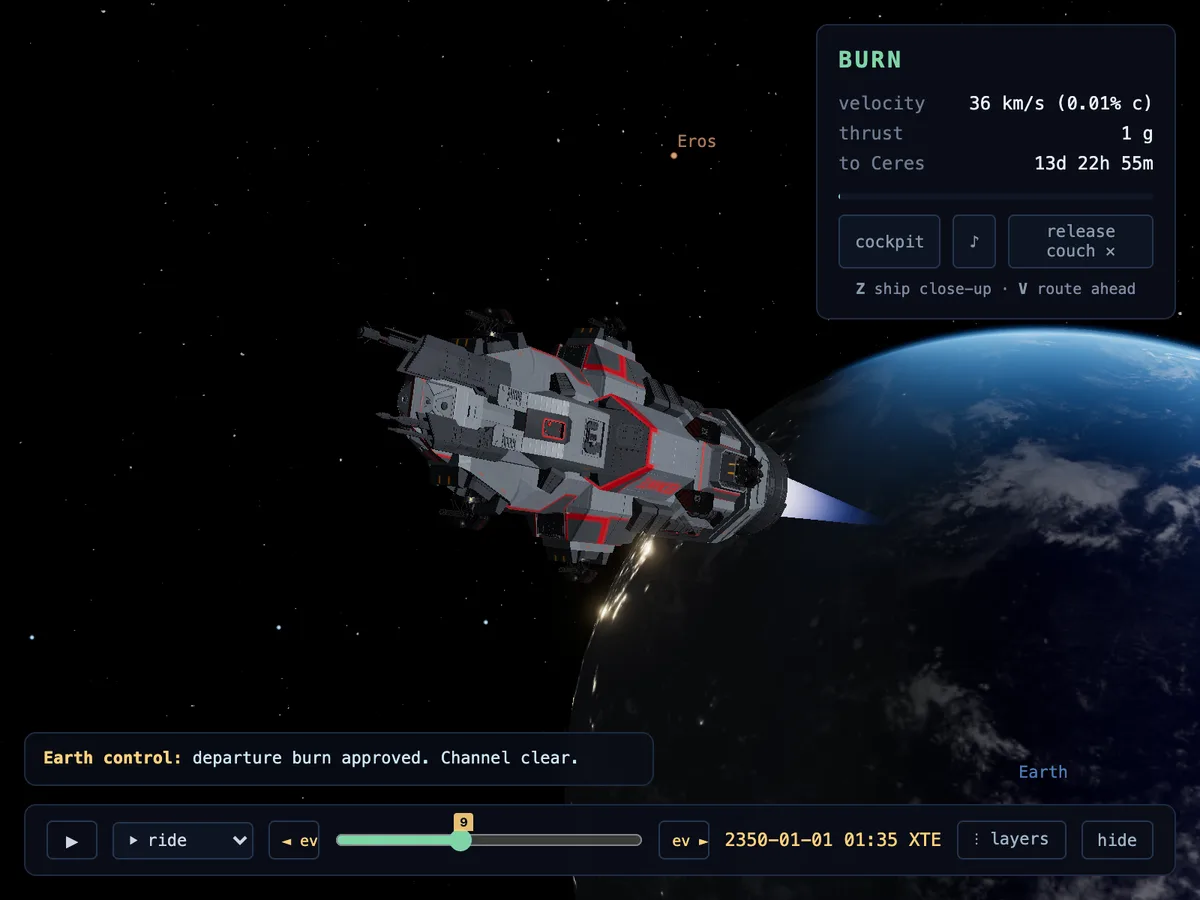 BURN
velocity 36 km/s (0.01% c)
thrust 1 g
to Ceres 13d 22h 55m
cockpit ♪ release couch ×
Z ship close-up · V route ahead
Eros
Earth control: departure burn approved. Channel clear.
Earth
▶ ▸ ride ◄ ev 9 ev ► 2350-01-01 01:35 XTE ⋮ layers hide